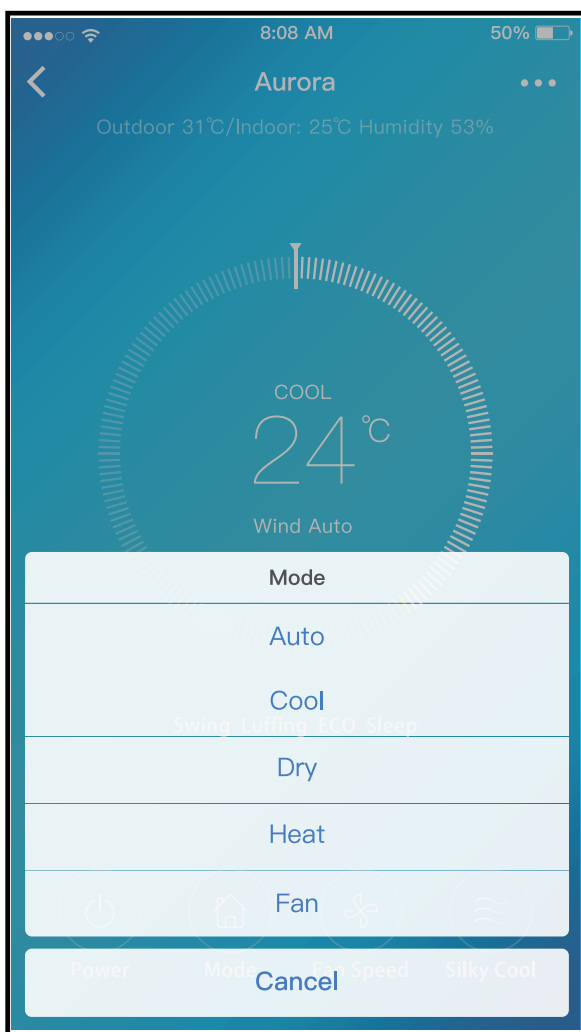 8:08 AM 50%
Aurora
Outdoor 31℃/Indoor: 25℃ Humidity 53%
COOL
24℃
Wind Auto
Mode
Auto
Cool
Swing Luffing ECO Sleep
Dry
Heat
Fan
Power Mode Fan Speed Silky Cool
Cancel